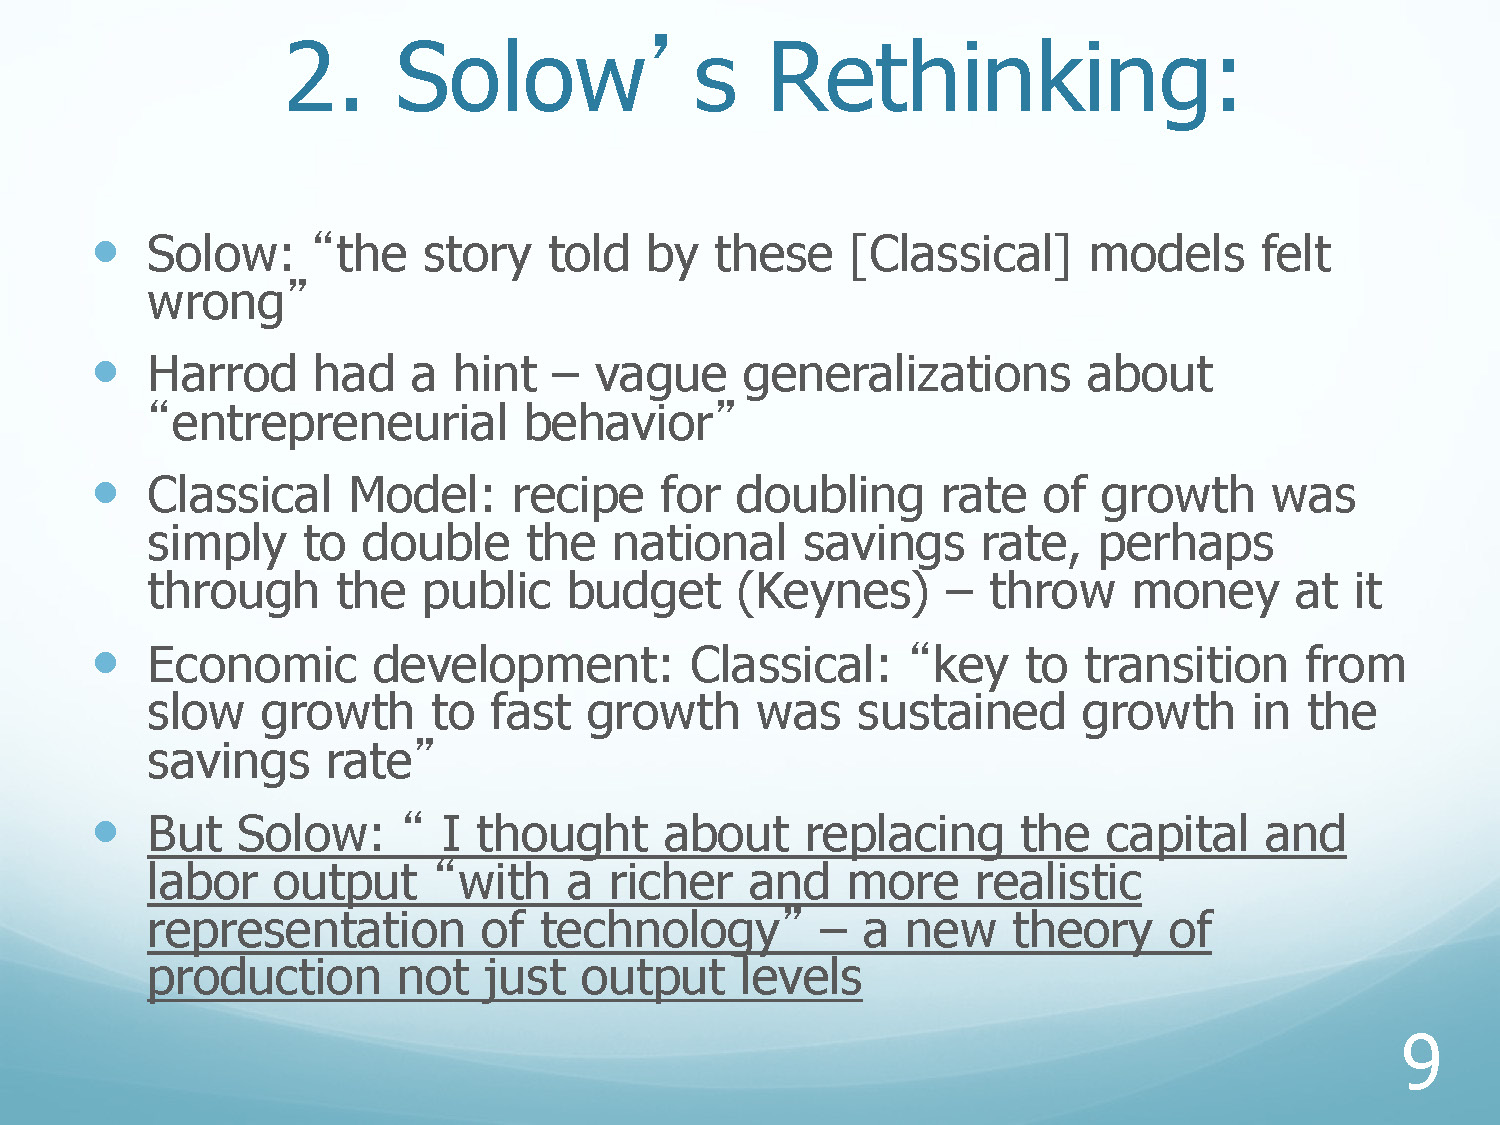 2. Solow’s Rethinking:
• Solow: “the story told by these [Classical] models felt
wrong”
• Harrod had a hint – vague generalizations about
“entrepreneurial behavior”
• Classical Model: recipe for doubling rate of growth was
simply to double the national savings rate, perhaps
through the public budget (Keynes) – throw money at it
• Economic development: Classical: “key to transition from
slow growth to fast growth was sustained growth in the
savings rate”
• But Solow: “ I thought about replacing the capital and
labor output “with a richer and more realistic
representation of technology” – a new theory of
production not just output levels
9